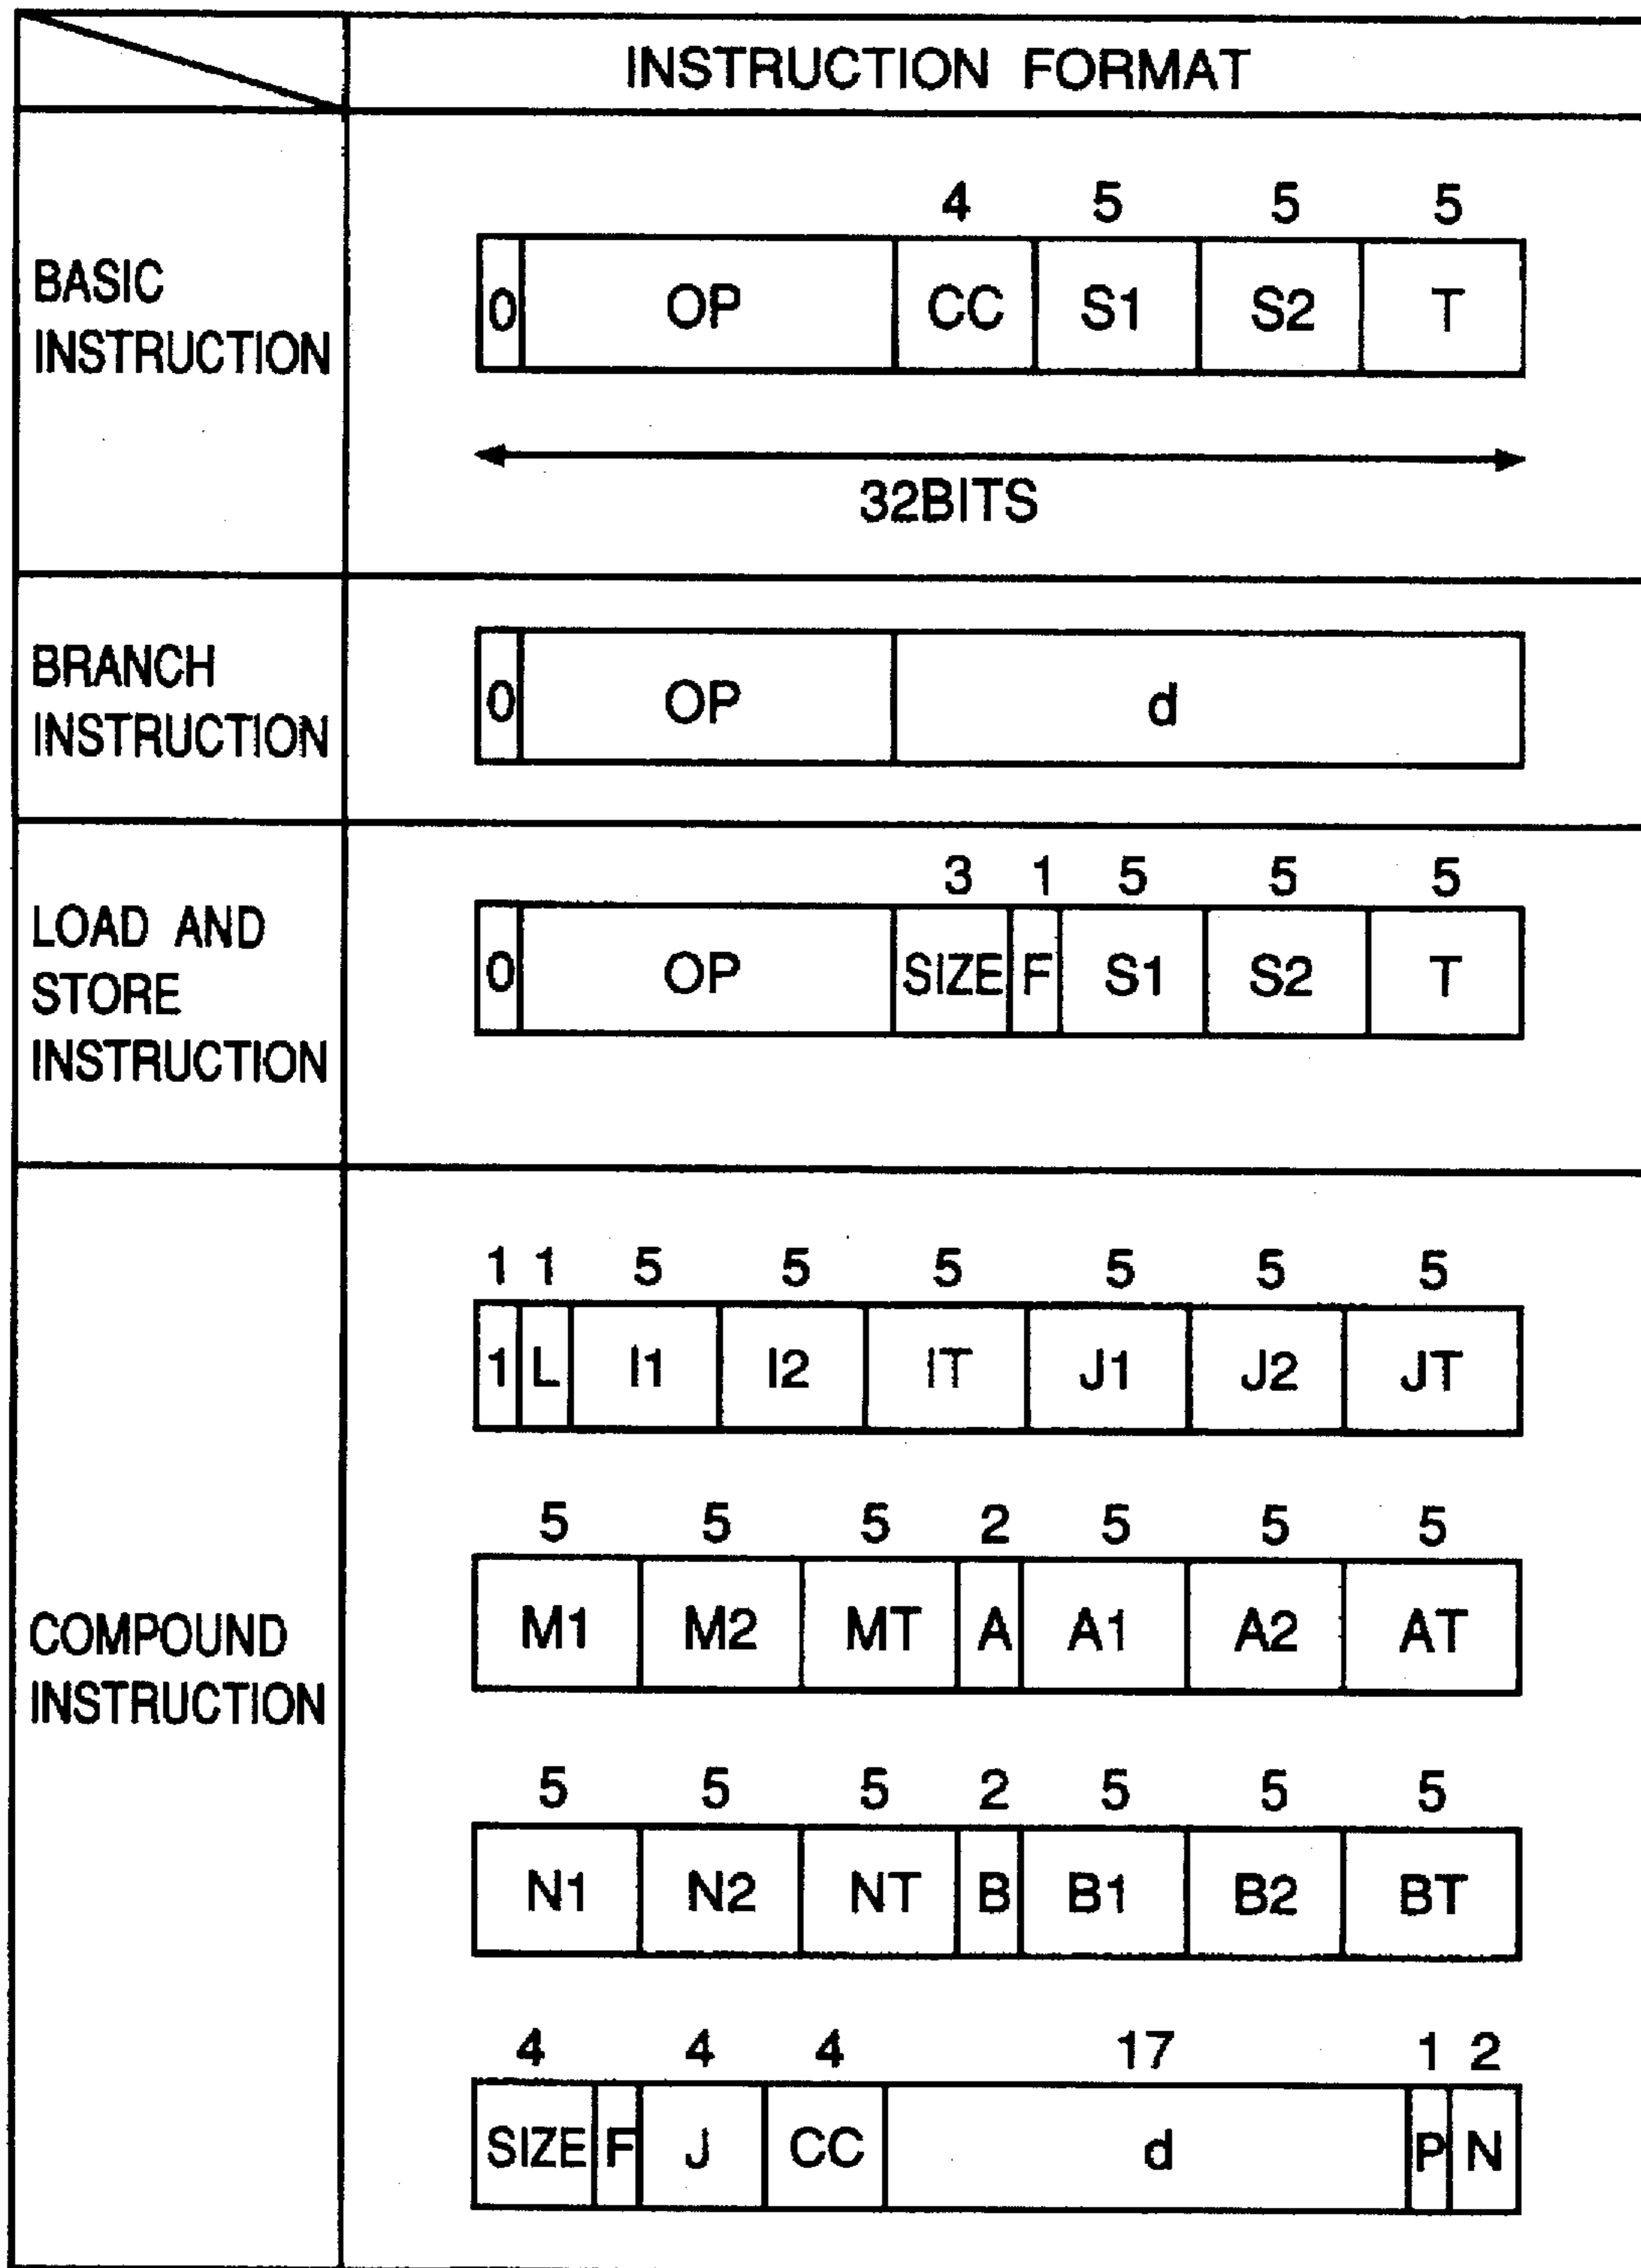 INSTRUCTION FORMAT
BASIC
INSTRUCTION
4 5 5 5
0 OP CC S1 S2 T
32BITS
BRANCH
INSTRUCTION
0 OP d
LOAD AND
STORE
INSTRUCTION
3 1 5 5 5
0 OP SIZE F S1 S2 T
COMPOUND
INSTRUCTION
1 1 5 5 5 5 5 5
1 L I1 I2 IT J1 J2 JT
5 5 5 2 5 5 5
M1 M2 MT A A1 A2 AT
5 5 5 2 5 5 5
N1 N2 NT B B1 B2 BT
4 4 4 17 1 2
SIZE F J CC d P N